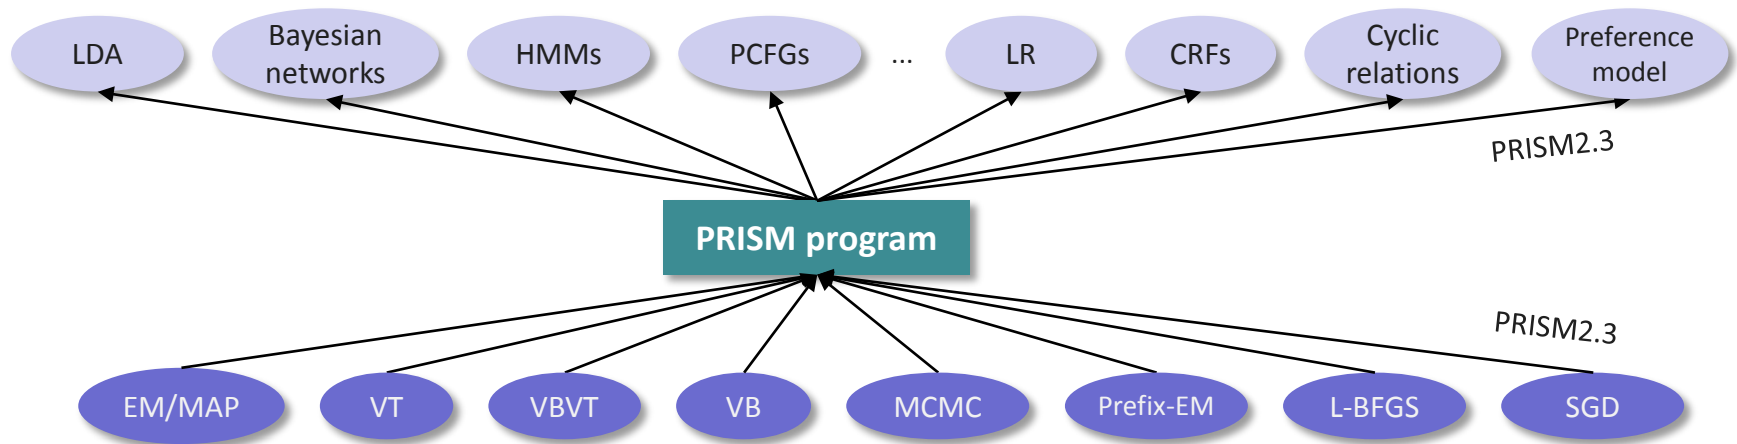 LDA
Bayesian
networks
HMMs
PCFGs
...
LR
CRFs
Cyclic
relations
Preference
model
PRISM2.3
PRISM program
PRISM2.3
EM/MAP
VT
VBVT
VB
MCMC
Prefix-EM
L-BFGS
SGD